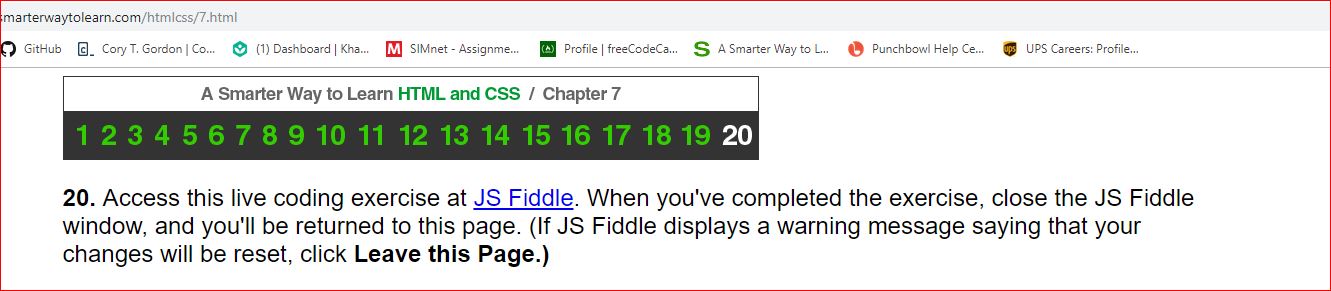 smarterwaytolearn.com/htmlcss/7.html
GitHub Cory T. Gordon | Co... (1) Dashboard | Kha... SIMnet - Assignme... Profile | freeCodeCa... A Smarter Way to L... Punchbowl Help Ce... UPS Careers: Profile...
A Smarter Way to Learn HTML and CSS / Chapter 7
1 2 3 4 5 6 7 8 9 10 11 12 13 14 15 16 17 18 19 20
20. Access this live coding exercise at JS Fiddle. When you've completed the exercise, close the JS Fiddle
window, and you'll be returned to this page. (If JS Fiddle displays a warning message saying that your
changes will be reset, click Leave this Page.)